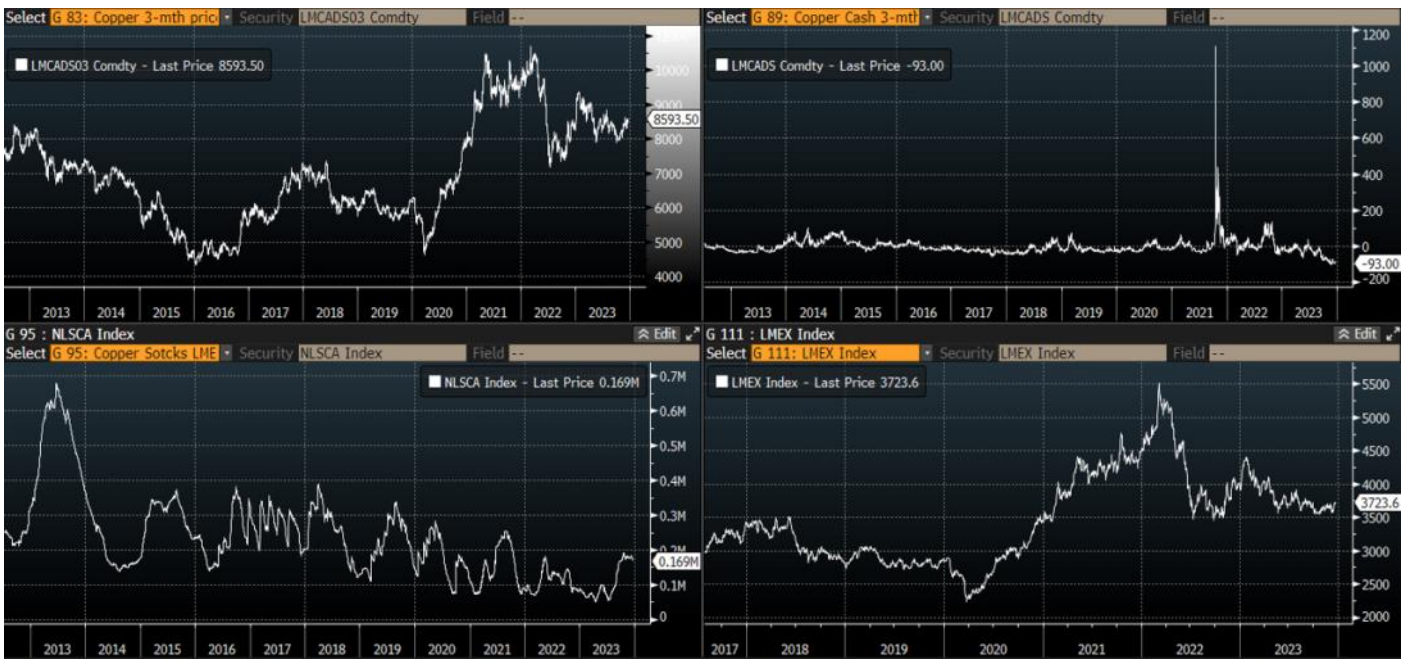 Select G 83: Copper 3-mth pric Security LMCADS03 Comdty Field --
LMCADS03 Comdty - Last Price 8593.50
10000
9000
8593.50
8000
7000
6000
5000
4000
2013 2014 2015 2016 2017 2018 2019 2020 2021 2022 2023
Select G 89: Copper Cash 3-mth Security LMCADS Comdty Field --
LMCADS Comdty - Last Price -93.00
1200
1000
800
600
400
200
0
-93.00
-200
2013 2014 2015 2016 2017 2018 2019 2020 2021 2022 2023
G 95 : NLSCA Index Edit
Select G 95: Copper Sotcks LME Security NLSCA Index Field --
NLSCA Index - Last Price 0.169M
0.7M
0.6M
0.5M
0.4M
0.3M
0.2M
0.169M
0.1M
0
2013 2014 2015 2016 2017 2018 2019 2020 2021 2022 2023
G 111 : LMEX Index Edit
Select G 111: LMEX Index Security LMEX Index Field --
LMEX Index - Last Price 3723.6
5500
5000
4500
4000
3723.6
3500
3000
2500
2000
2017 2018 2019 2020 2021 2022 2023